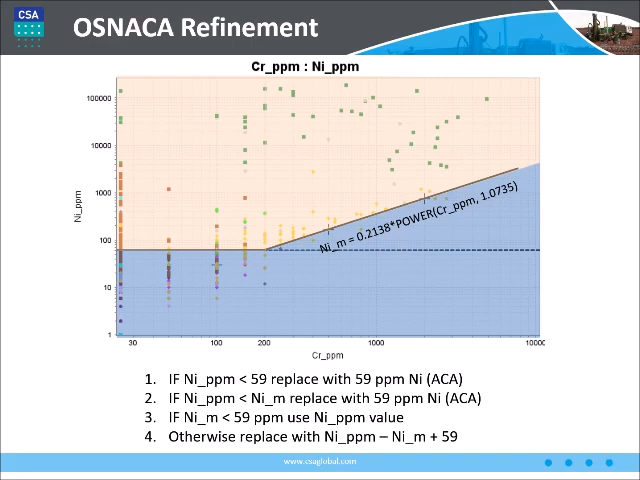 CSA
OSNACA Refinement
Cr_ppm : Ni_ppm
100000
10000
1000
100
10
1
Ni_ppm
Ni_m = 0.2138*POWER(Cr_ppm, 1.0735)
30 100 200 1000 10000
Cr_ppm
1. IF Ni_ppm < 59 replace with 59 ppm Ni (ACA)
2. IF Ni_ppm < Ni_m replace with 59 ppm Ni (ACA)
3. IF Ni_m < 59 ppm use Ni_ppm value
4. Otherwise replace with Ni_ppm – Ni_m + 59
www.csaglobal.com